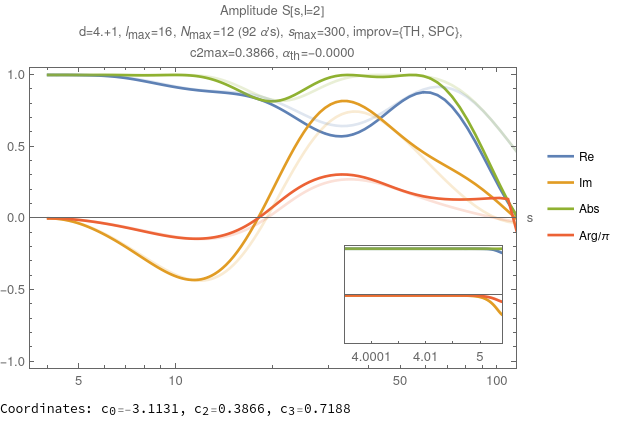 Amplitude S[s,l=2]
d=4.+1, lmax=16, Nmax=12 (92 α's), smax=300, improv={TH, SPC},
c2max=0.3866, αth=-0.0000
1.0
0.5
0.0
-0.5
-1.0
5
10
50
100
s
4.0001
4.01
5
Re
Im
Abs
Arg/π
Coordinates: c0=-3.1131, c2=0.3866, c3=0.7188